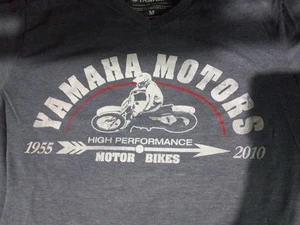 M
YAMAHA MOTORS
HIGH PERFORMANCE
1955 2010
MOTOR BIKES